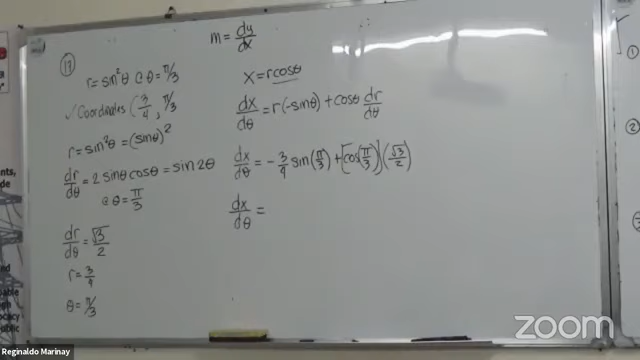 m = dy/dx
17
r = sin²θ @ θ = π/3
✓ Coordinates (3/4, π/3
r = sin²θ = (sinθ)²
dr/dθ = 2 sinθ cosθ = sin 2θ
@ θ = π/3
dr/dθ = √3/2
r = 3/4
θ = π/3
x = r cosθ
dx/dθ = r(-sinθ) + cosθ dr/dθ
dx/dθ = -3/4 sin(π/3) + [cos(π/3)](√3/2)
dx/dθ =
①
②
zoom
Reginaldo Marinay